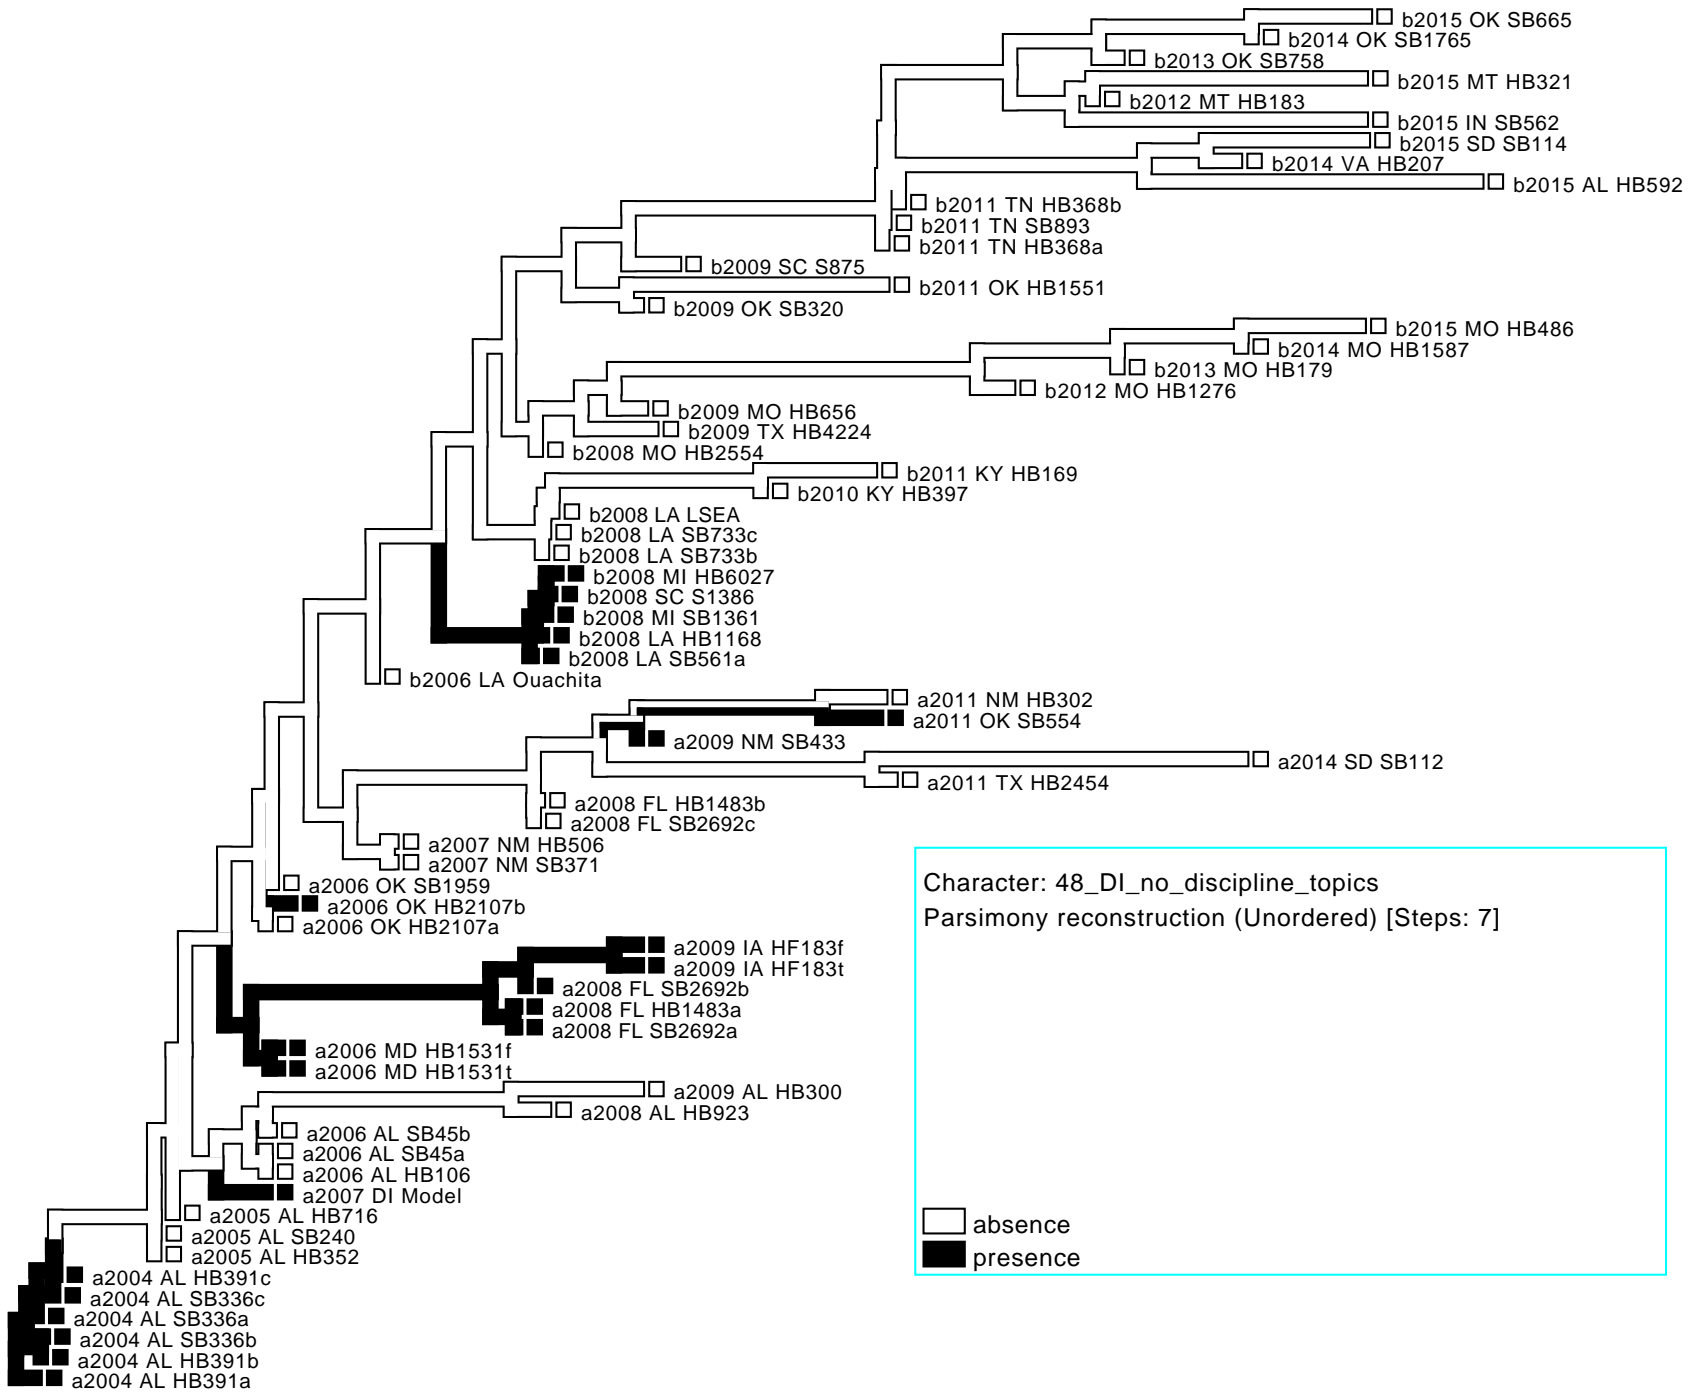 b2015 OK SB665
b2014 OK SB1765
b2013 OK SB758
b2015 MT HB321
b2012 MT HB183
b2015 IN SB562
b2015 SD SB114
b2014 VA HB207
b2015 AL HB592
b2011 TN HB368b
b2011 TN SB893
b2011 TN HB368a
b2009 SC S875
b2011 OK HB1551
b2009 OK SB320
b2015 MO HB486
b2014 MO HB1587
b2013 MO HB179
b2012 MO HB1276
b2009 MO HB656
b2009 TX HB4224
b2008 MO HB2554
b2011 KY HB169
b2010 KY HB397
b2008 LA LSEA
b2008 LA SB733c
b2008 LA SB733b
b2008 MI HB6027
b2008 SC S1386
b2008 MI SB1361
b2008 LA HB1168
b2008 LA SB561a
b2006 LA Ouachita
a2011 NM HB302
a2011 OK SB554
a2009 NM SB433
a2014 SD SB112
a2011 TX HB2454
a2008 FL HB1483b
a2008 FL SB2692c
a2007 NM HB506
a2007 NM SB371
a2006 OK SB1959
a2006 OK HB2107b
a2006 OK HB2107a
a2009 IA HF183f
a2009 IA HF183t
a2008 FL SB2692b
a2008 FL HB1483a
a2008 FL SB2692a
a2006 MD HB1531f
a2006 MD HB1531t
a2009 AL HB300
a2008 AL HB923
a2006 AL SB45b
a2006 AL SB45a
a2006 AL HB106
a2007 DI Model
a2005 AL HB716
a2005 AL SB240
a2005 AL HB352
a2004 AL HB391c
a2004 AL SB336c
a2004 AL SB336a
a2004 AL SB336b
a2004 AL HB391b
a2004 AL HB391a
Character: 48_DI_no_discipline_topics
Parsimony reconstruction (Unordered) [Steps: 7]
absence
presence